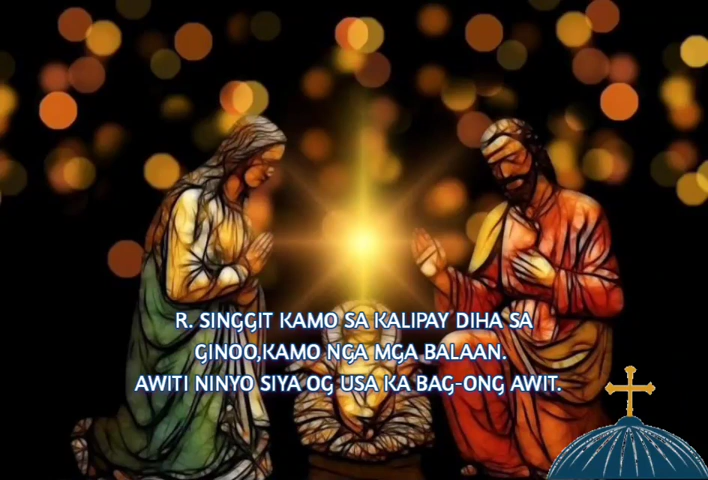 R. SINGGIT KAMO SA KALIPAY DIHA SA
GINOO,KAMO NGA MGA BALAAN.
AWITI NINYO SIYA OG USA KA BAG-ONG AWIT.